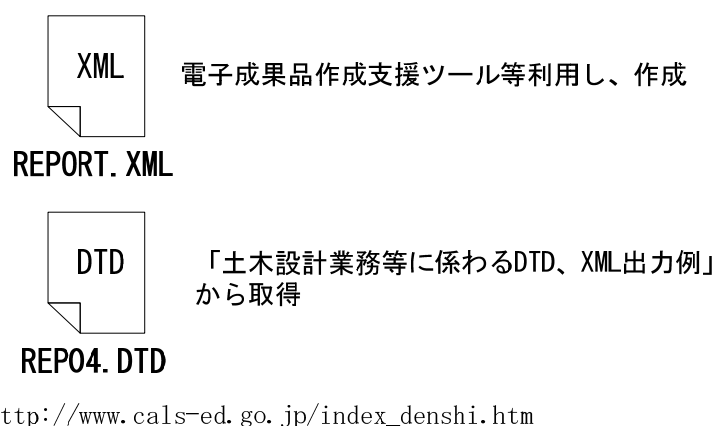 XML
電子成果品作成支援ツール等利用し、作成
REPORT.XML
DTD
「土木設計業務等に係わるDTD、XML出力例」
から取得
REP04.DTD
ttp://www.cals-ed.go.jp/index_denshi.htm